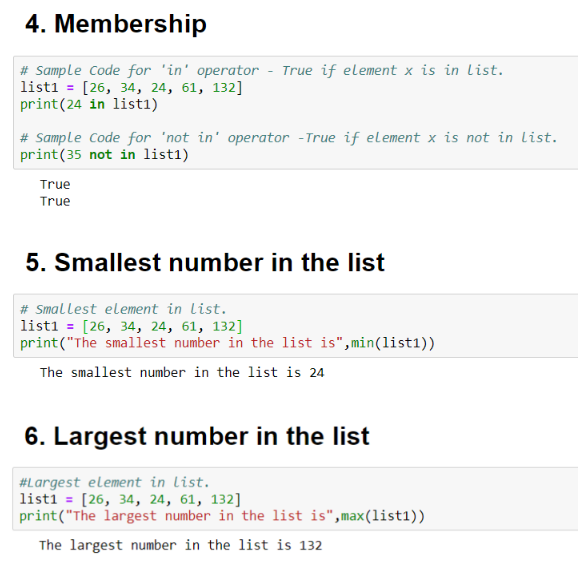 4. Membership
# Sample Code for 'in' operator - True if element x is in list.
list1 = [26, 34, 24, 61, 132]
print(24 in list1)
# Sample Code for 'not in' operator -True if element x is not in list.
print(35 not in list1)
True
True
5. Smallest number in the list
# Smallest element in list.
list1 = [26, 34, 24, 61, 132]
print("The smallest number in the list is",min(list1))
The smallest number in the list is 24
6. Largest number in the list
#Largest element in list.
list1 = [26, 34, 24, 61, 132]
print("The largest number in the list is",max(list1))
The largest number in the list is 132